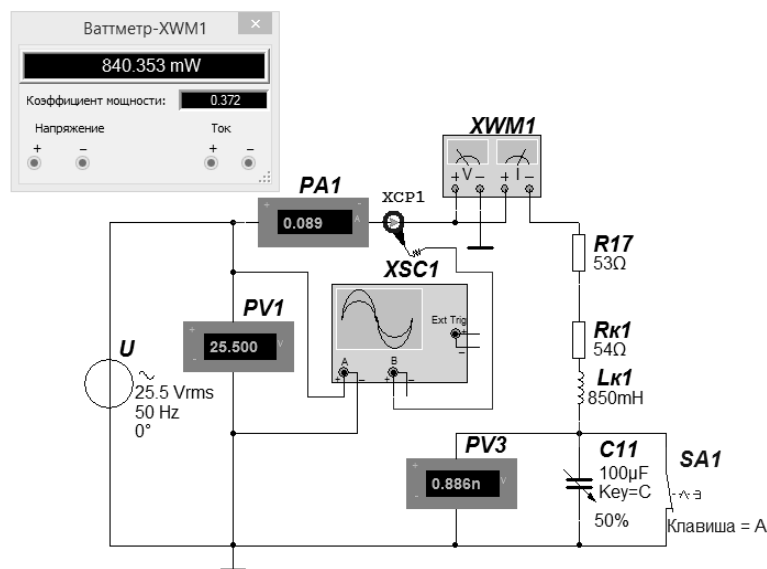 Ваттметр-XWM1
×
840.353 mW
Коэффициент мощности:
0.372
Напряжение
Ток
+
−
+
−
XWM1
+ V −
+ I −
PA1
+
-
0.089
A
XCP1
R17
53Ω
XSC1
Ext Trig
+
−
A
B
+
−
+
−
PV1
+
-
25.500
V
U
25.5 Vrms
50 Hz
0°
Rк1
54Ω
Lк1
850mH
PV3
+
-
0.886n
V
C11
100µF
Key=C
50%
SA1
Клавиша = A